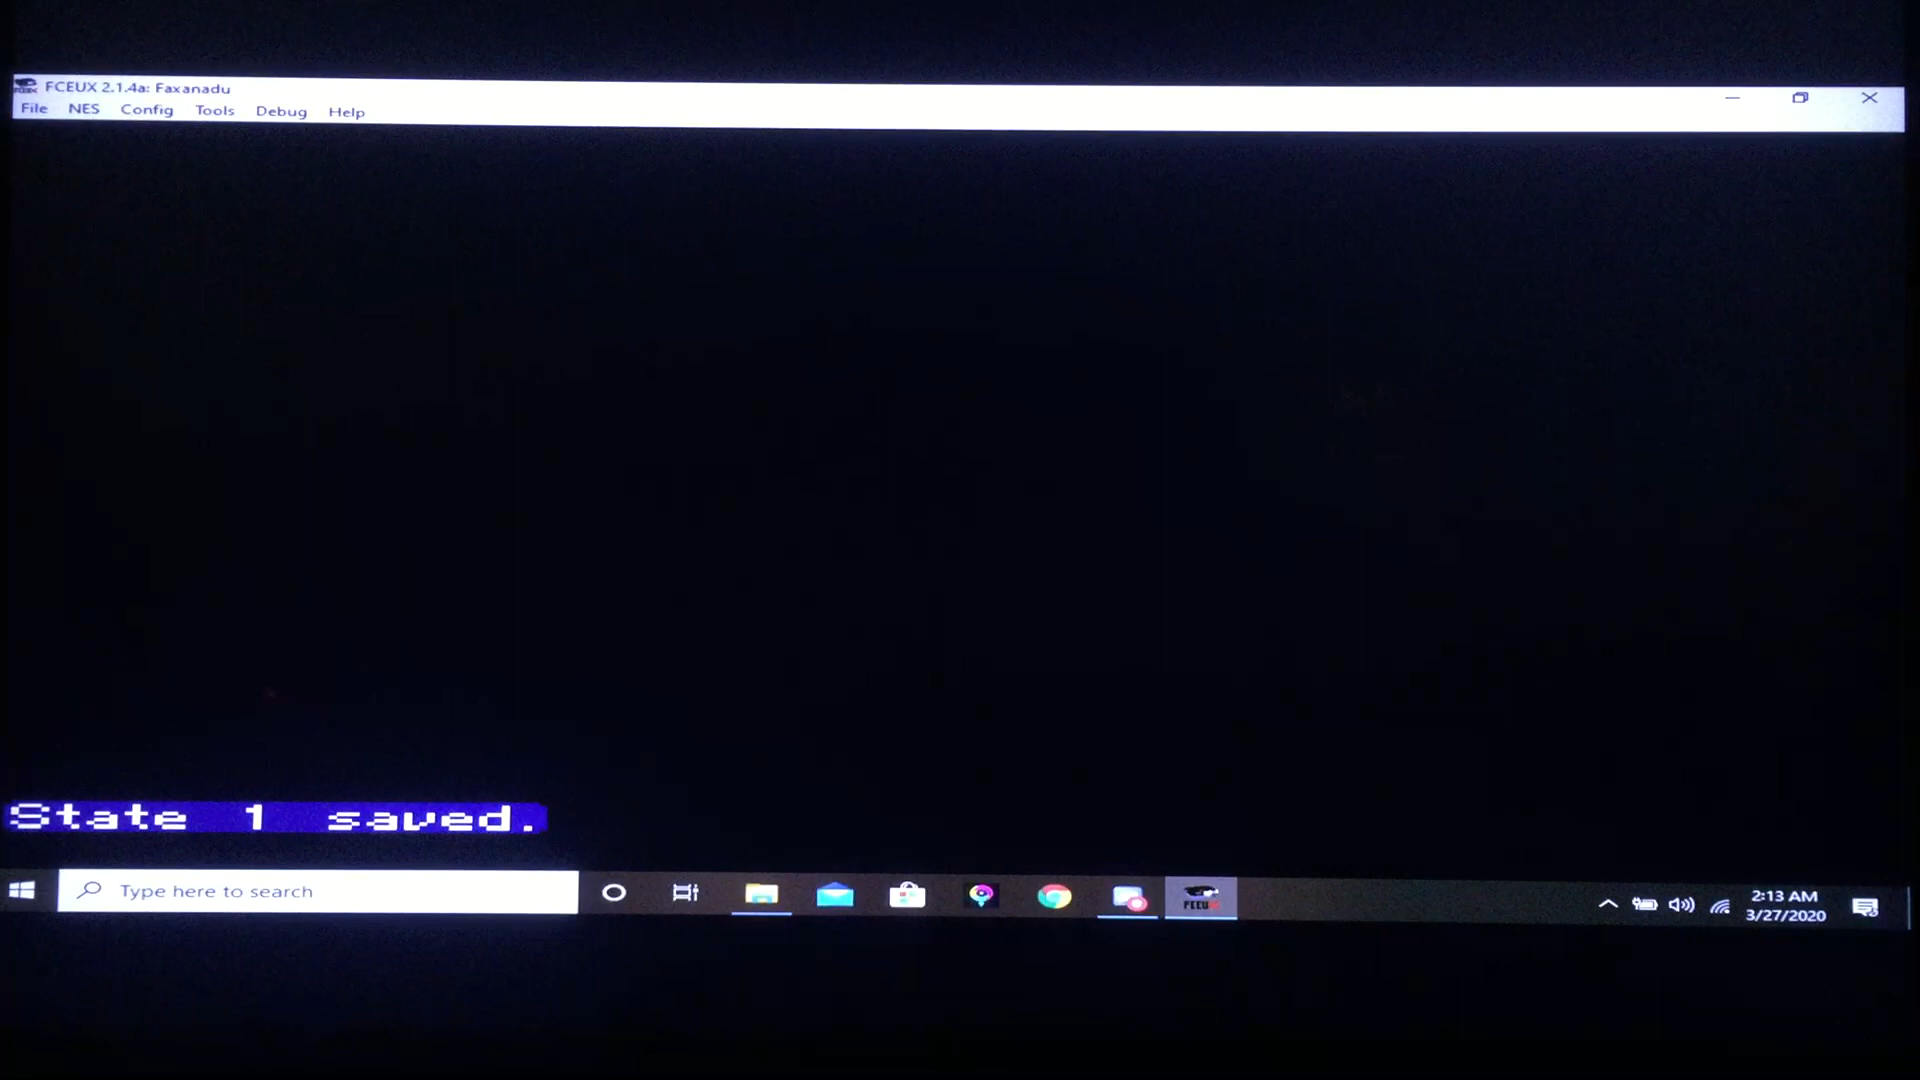 FCEUX 2.1.4a: Faxanadu
File NES Config Tools Debug Help
State 1 saved.
Type here to search
FCEUX
2:13 AM
3/27/2020